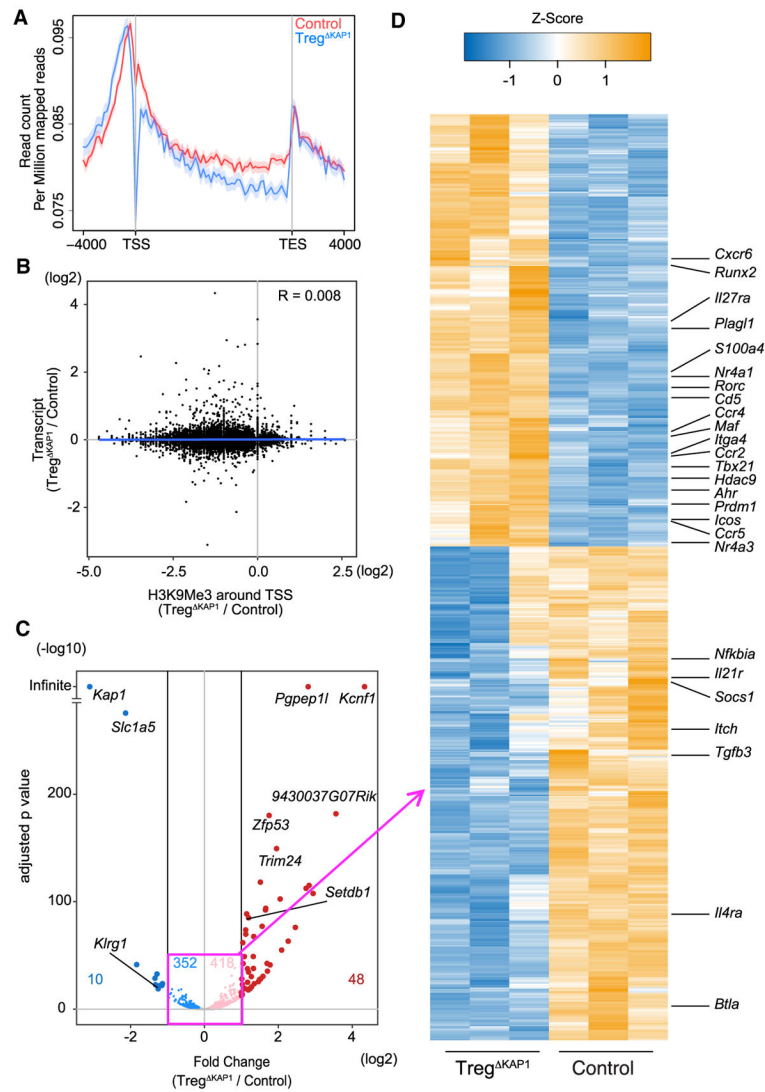 A
Control
Treg^ΔKAP1
Read count
Per Million mapped reads
0.095
0.085
0.075
−4000
TSS
TES
4000
B
(log2)
R = 0.008
Transcript
(Treg^ΔKAP1 / Control)
4
2
0
-2
-5.0
-2.5
0.0
2.5
(log2)
H3K9Me3 around TSS
(Treg^ΔKAP1 / Control)
C
(-log10)
Infinite
Kap1
Slc1a5
Pgpep1l
Kcnf1
adjusted p value
200
100
0
9430037G07Rik
Zfp53
Trim24
Setdb1
Klrg1
10
352
418
48
-2
0
2
4
Fold Change
(log2)
(Treg^ΔKAP1 / Control)
D
Z-Score
-1
0
1
Cxcr6
Runx2
Il27ra
Plagl1
S100a4
Nr4a1
Rorc
Cd5
Ccr4
Maf
Itga4
Ccr2
Tbx21
Hdac9
Ahr
Prdm1
Icos
Ccr5
Nr4a3
Nfkbia
Il21r
Socs1
Itch
Tgfb3
Il4ra
Btla
Treg^ΔKAP1
Control